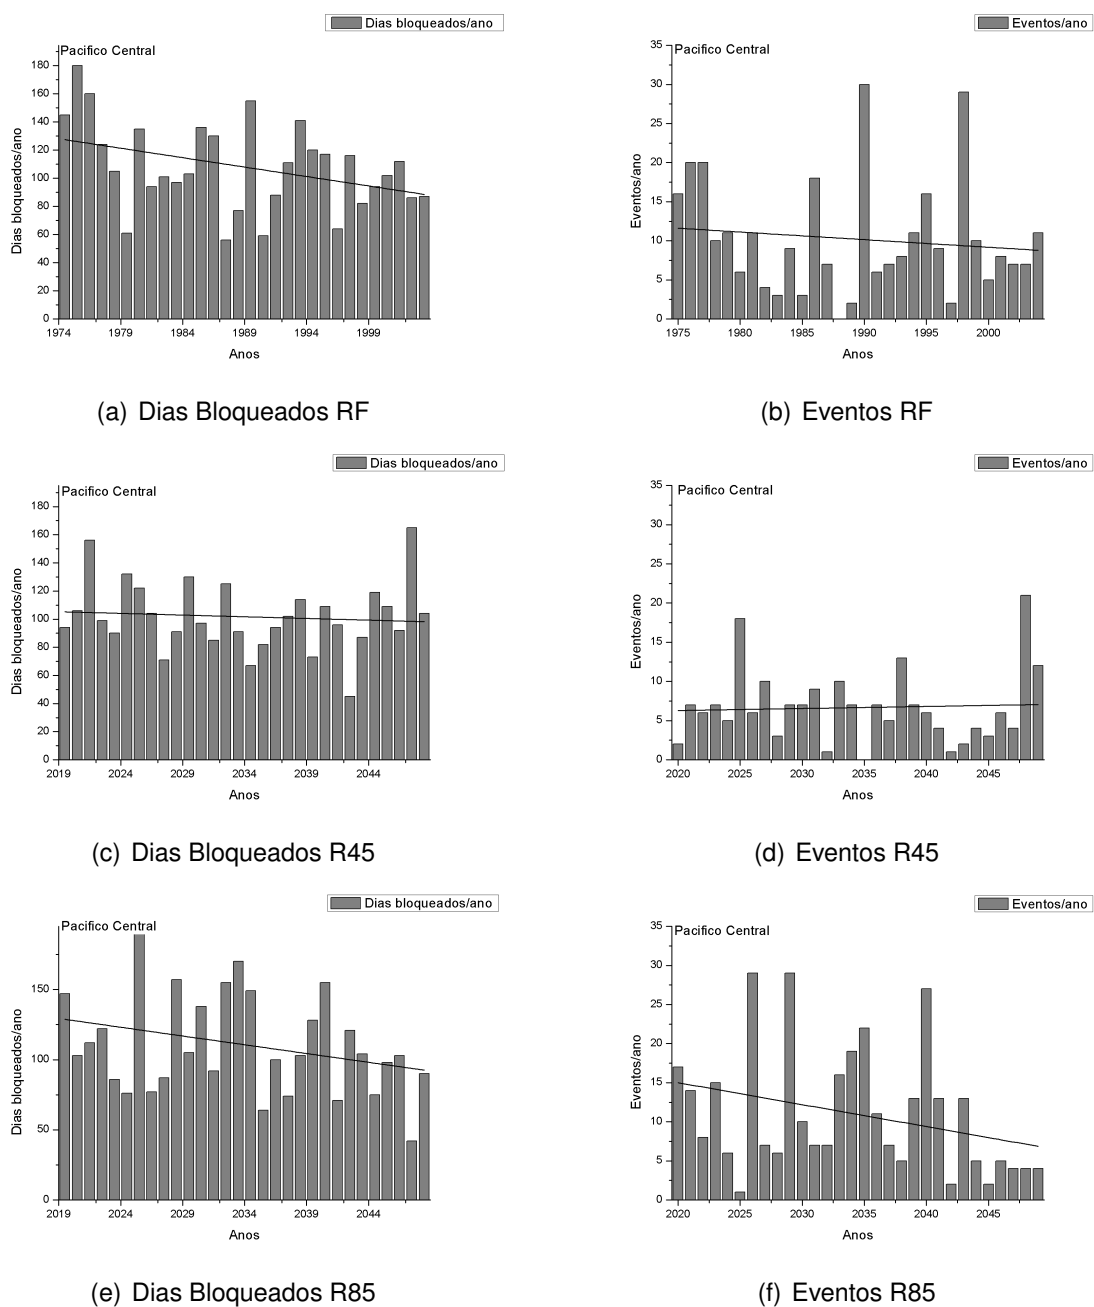 Dias bloqueados/ano
Pacifico Central
Dias bloqueados/ano
180
160
140
120
100
80
60
40
20
0
1974 1979 1984 1989 1994 1999
Anos
(a) Dias Bloqueados RF
Eventos/ano
Pacifico Central
Eventos/ano
35
30
25
20
15
10
5
0
1975 1980 1985 1990 1995 2000
Anos
(b) Eventos RF
Dias bloqueados/ano
Pacifico Central
Dias bloqueados/ano
180
160
140
120
100
80
60
40
20
0
2019 2024 2029 2034 2039 2044
Anos
(c) Dias Bloqueados R45
Eventos/ano
Pacifico Central
Eventos/ano
35
30
25
20
15
10
5
0
2020 2025 2030 2035 2040 2045
Anos
(d) Eventos R45
Dias bloqueados/ano
Pacifico Central
Dias bloqueados/ano
150
100
50
0
2019 2024 2029 2034 2039 2044
Anos
(e) Dias Bloqueados R85
Eventos/ano
Pacifico Central
Eventos/ano
35
30
25
20
15
10
5
0
2020 2025 2030 2035 2040 2045
Anos
(f) Eventos R85